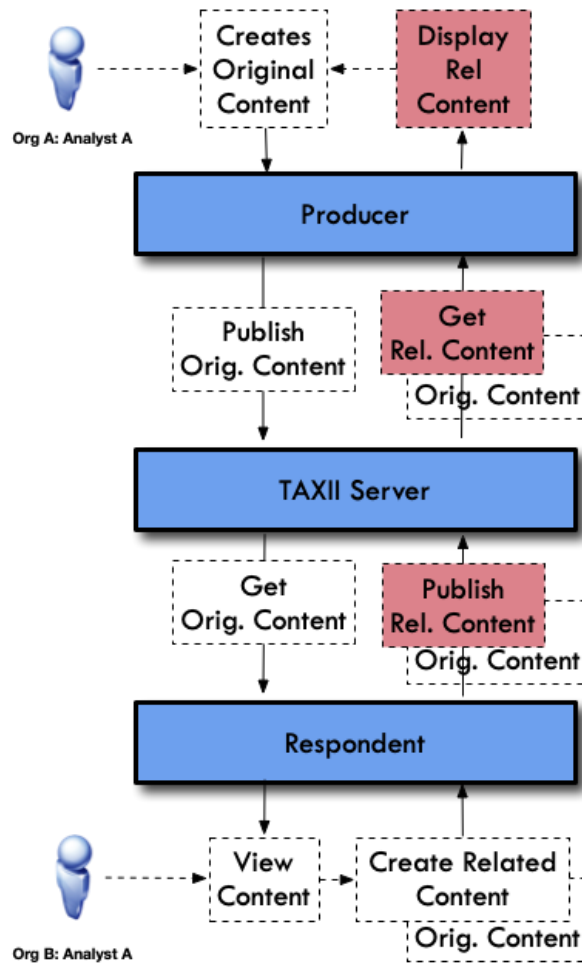 Creates
Original
Content
Display
Rel
Content
Org A: Analyst A
Producer
Publish
Orig. Content
Get
Rel. Content
Orig. Content
TAXII Server
Get
Orig. Content
Publish
Rel. Content
Orig. Content
Respondent
View
Content
Create Related
Content
Orig. Content
Org B: Analyst A